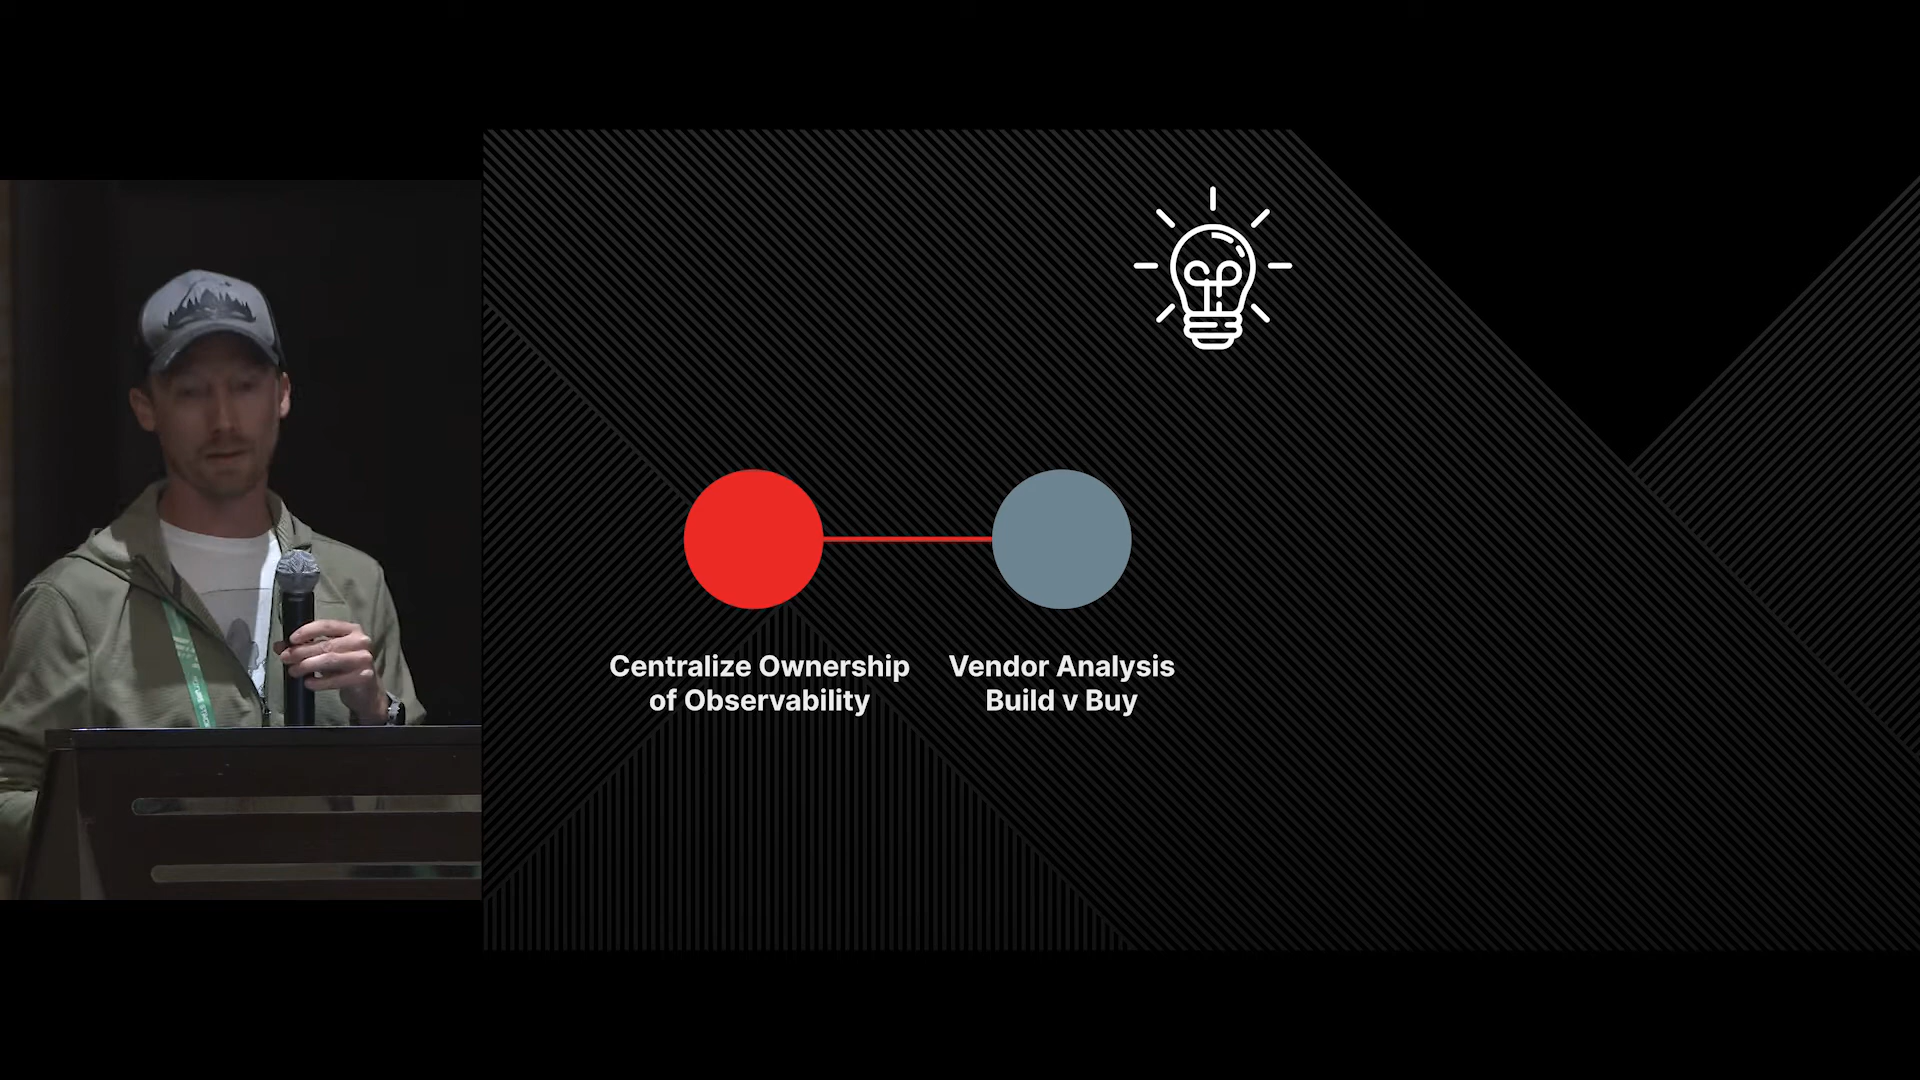 Centralize Ownership
of Observability
Vendor Analysis
Build v Buy